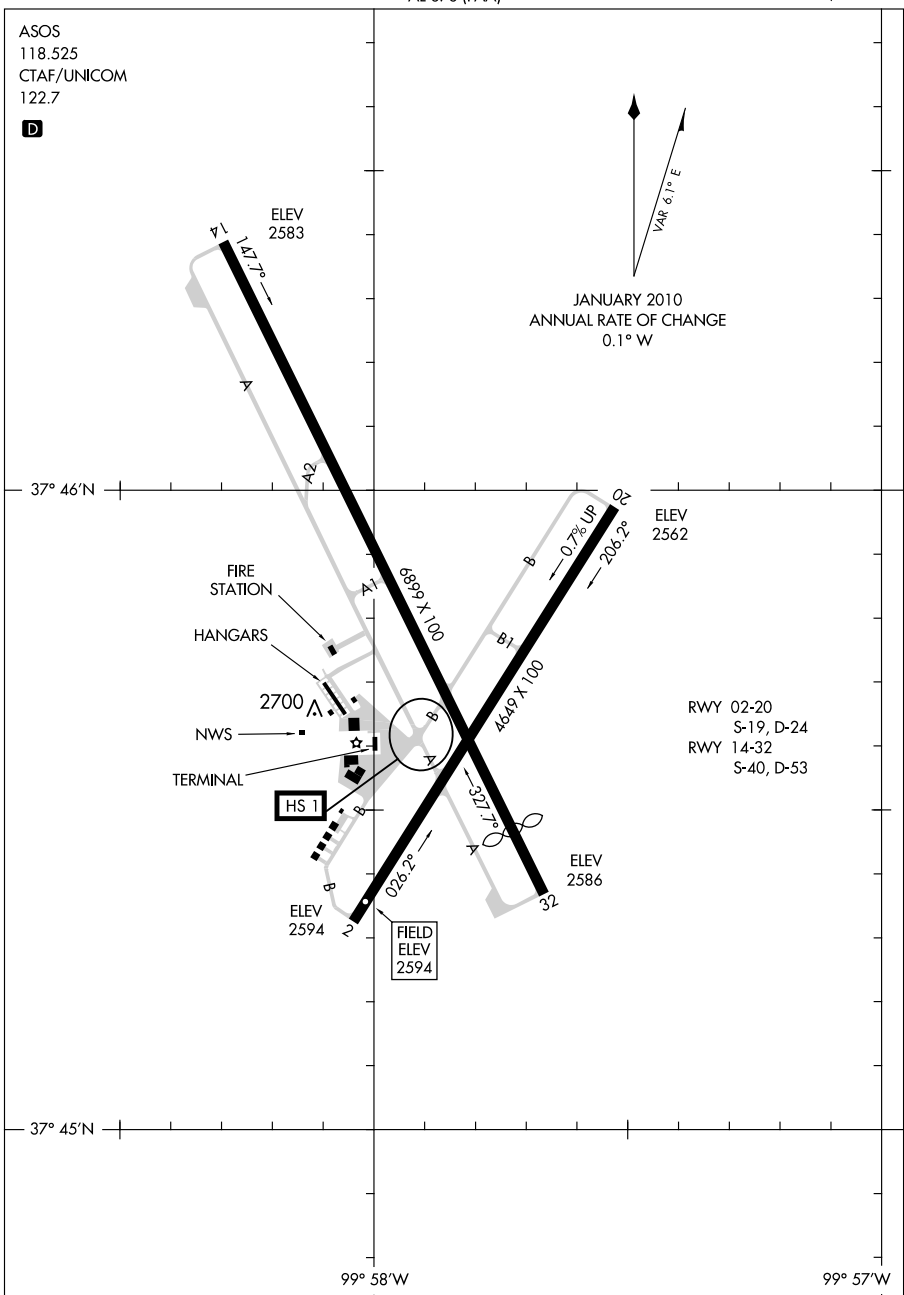 ASOS
118.525
CTAF/UNICOM
122.7
D
VAR 6.1° E
JANUARY 2010
ANNUAL RATE OF CHANGE
0.1° W
ELEV
2583
14
147.7°
A
A2
37° 46'N
20
ELEV
2562
0.7% UP
206.2°
B
B1
FIRE
STATION
A1
6899 X 100
HANGARS
4649 X 100
2700
B
NWS
RWY 02-20
S-19, D-24
RWY 14-32
S-40, D-53
TERMINAL
A
HS 1
B
327.7°
A
026.2°
ELEV
2586
B
32
ELEV
2594
2
FIELD
ELEV
2594
37° 45'N
99° 58'W
99° 57'W